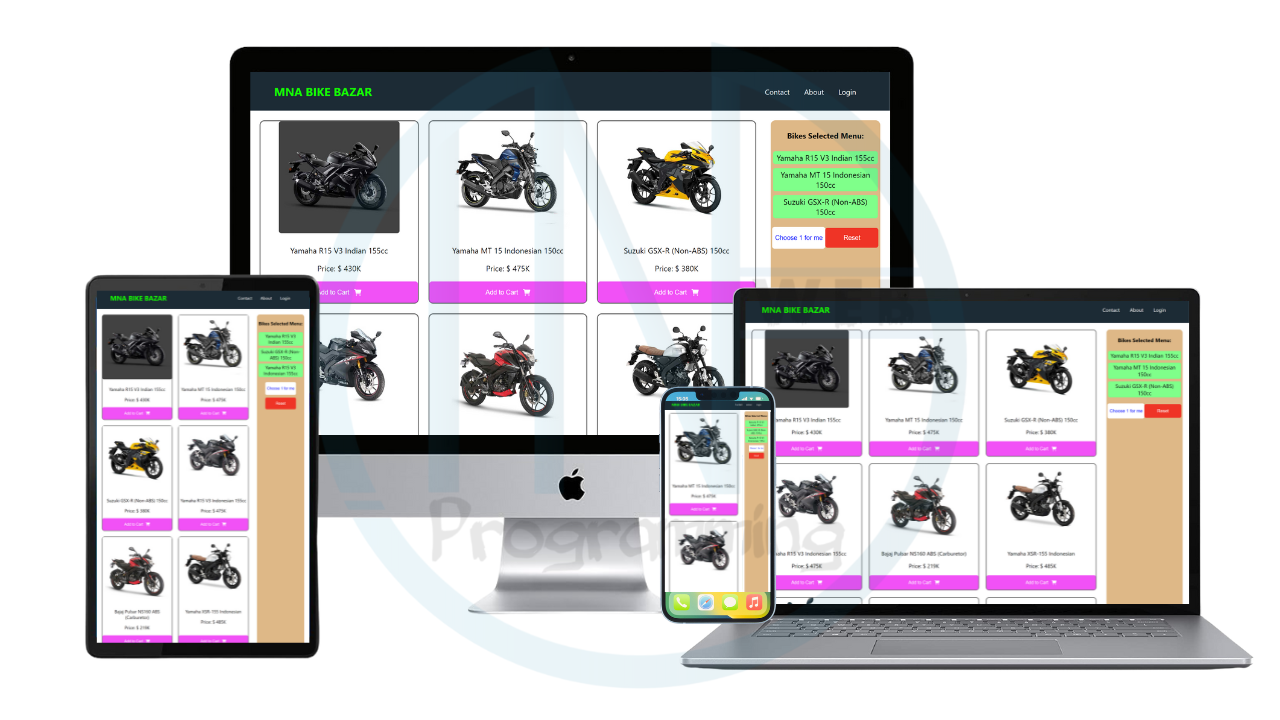 MNA BIKE BAZAR
Contact About Login
Yamaha R15 V3 Indian 155cc
Price: $ 430K
Add to Cart
Yamaha MT 15 Indonesian 150cc
Price: $ 475K
Add to Cart
Suzuki GSX-R (Non-ABS) 150cc
Price: $ 380K
Add to Cart
Bikes Selected Menu:
Yamaha R15 V3 Indian 155cc
Yamaha MT 15 Indonesian
150cc
Suzuki GSX-R (Non-ABS)
150cc
Choose 1 for me
Reset
MNA BIKE BAZAR
Contact About Login
Yamaha R15 V3 Indian 155cc
Price: $ 430K
Add to Cart
Yamaha MT 15 Indonesian 150cc
Price: $ 475K
Add to Cart
Suzuki GSX-R (Non-ABS) 150cc
Price: $ 380K
Add to Cart
Yamaha R15 V3 Indonesian 155cc
Price: $ 475K
Add to Cart
Bajaj Pulsar NS160 ABS
(Carburetor)
Price: $ 219K
Add to Cart
Yamaha XSR-155 Indonesian
Price: $ 485K
Add to Cart
Bikes Selected Menu:
Yamaha R15 V3
Indian 155cc
Suzuki GSX-R (Non-
ABS) 150cc
Yamaha R15 V3
Indonesian 155cc
Choose 1 for me
Reset
MNA BIKE BAZAR
Yamaha MT 15 Indonesian 150cc
Price: $ 475K
Add to Cart
MNA BIKE BAZAR
Contact About Login
Yamaha R15 V3 Indian 155cc
Price: $ 430K
Add to Cart
Yamaha MT 15 Indonesian 150cc
Price: $ 475K
Add to Cart
Suzuki GSX-R (Non-ABS) 150cc
Price: $ 380K
Add to Cart
Yamaha R15 V3 Indonesian 155cc
Price: $ 475K
Add to Cart
Bajaj Pulsar NS160 ABS (Carburetor)
Price: $ 219K
Add to Cart
Yamaha XSR-155 Indonesian
Price: $ 485K
Add to Cart
Bikes Selected Menu:
Yamaha R15 V3 Indian 155cc
Yamaha MT 15 Indonesian
150cc
Suzuki GSX-R (Non-ABS)
150cc
Choose 1 for me
Reset
Programming